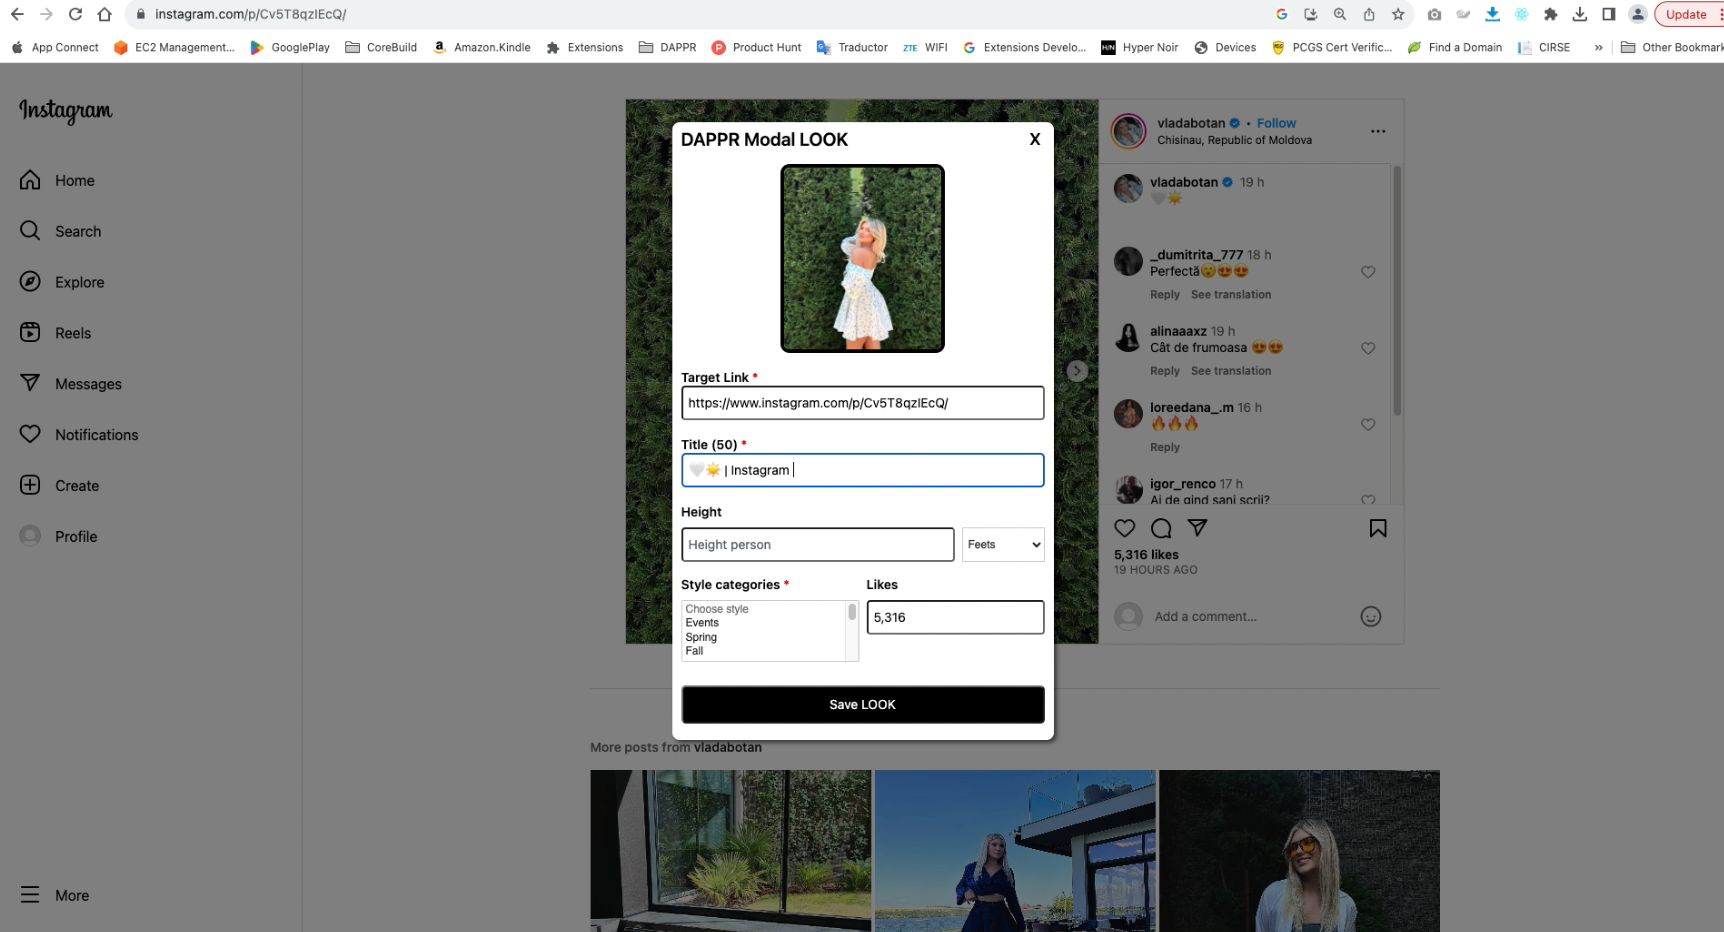 instagram.com/p/Cv5T8qzIEcQ/
Update
App Connect
EC2 Management...
GooglePlay
CoreBuild
Amazon.Kindle
Extensions
DAPPR
Product Hunt
Traductor
ZTE WIFI
Extensions Develo...
H/N Hyper Noir
Devices
PCGS Cert Verific...
Find a Domain
CIRSE
»
Other Bookmark
Instagram
Home
Search
Explore
Reels
Messages
Notifications
Create
Profile
More
DAPPR Modal LOOK
X
Target Link *
https://www.instagram.com/p/Cv5T8qzIEcQ/
Title (50) *
🤍☀️ | Instagram
Height
Height person
Feets
Style categories *
Likes
Choose style
Events
Spring
Fall
5,316
Save LOOK
vladabotan • Follow
Chisinau, Republic of Moldova
vladabotan 19 h
🤍☀️
_dumitrita_777 18 h
Perfectă😮😍😍
Reply See translation
alinaaaxz 19 h
Cât de frumoasa 😍😍
Reply See translation
loreedana_.m 16 h
🔥🔥🔥
Reply
igor_renco 17 h
Ai de gind sani scrii?
5,316 likes
19 HOURS AGO
Add a comment...
More posts from vladabotan